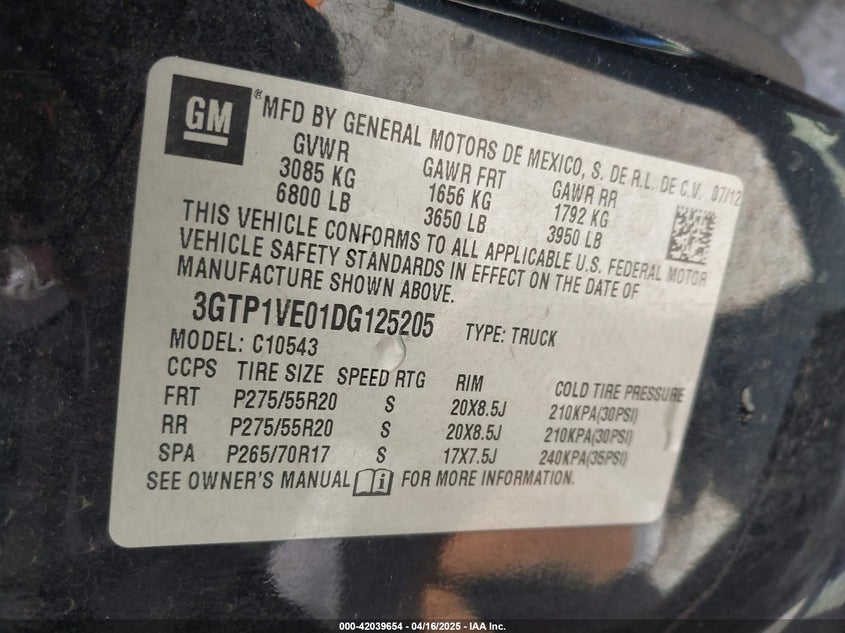 GM ® MFD BY GENERAL MOTORS DE MEXICO, S. DE R.L. DE C.V. 07/12
GVWR GAWR FRT GAWR RR
3085 KG 1656 KG 1792 KG
6800 LB 3650 LB 3950 LB
THIS VEHICLE CONFORMS TO ALL APPLICABLE U.S. FEDERAL MOTOR
VEHICLE SAFETY STANDARDS IN EFFECT ON THE DATE OF
MANUFACTURE SHOWN ABOVE.
3GTP1VE01DG125205 TYPE: TRUCK
MODEL: C10543
CCPS TIRE SIZE SPEED RTG RIM COLD TIRE PRESSURE
FRT P275/55R20 S 20X8.5J 210KPA(30PSI)
RR P275/55R20 S 20X8.5J 210KPA(30PSI)
SPA P265/70R17 S 17X7.5J 240KPA(35PSI)
SEE OWNER'S MANUAL i FOR MORE INFORMATION.
000-42039654 - 04/16/2025 - IAA Inc.